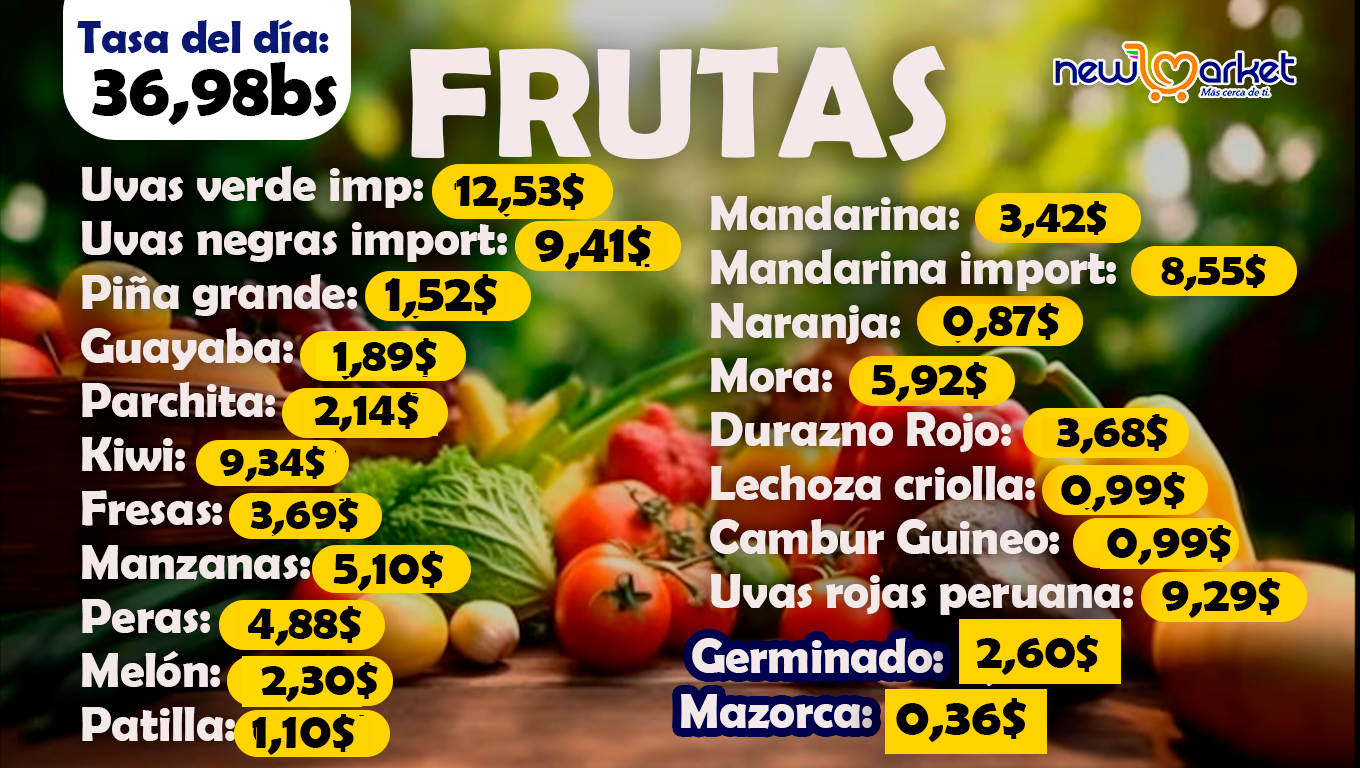 Tasa del día:
36,98bs
FRUTAS
new market
Más cerca de ti.
Uvas verde imp: 12,53$
Uvas negras import: 9,41$
Piña grande: 1,52$
Guayaba: 1,89$
Parchita: 2,14$
Kiwi: 9,34$
Fresas: 3,69$
Manzanas: 5,10$
Peras: 4,88$
Melón: 2,30$
Patilla: 1,10$
Mandarina: 3,42$
Mandarina import: 8,55$
Naranja: 0,87$
Mora: 5,92$
Durazno Rojo: 3,68$
Lechoza criolla: 0,99$
Cambur Guineo: 0,99$
Uvas rojas peruana: 9,29$
Germinado: 2,60$
Mazorca: 0,36$